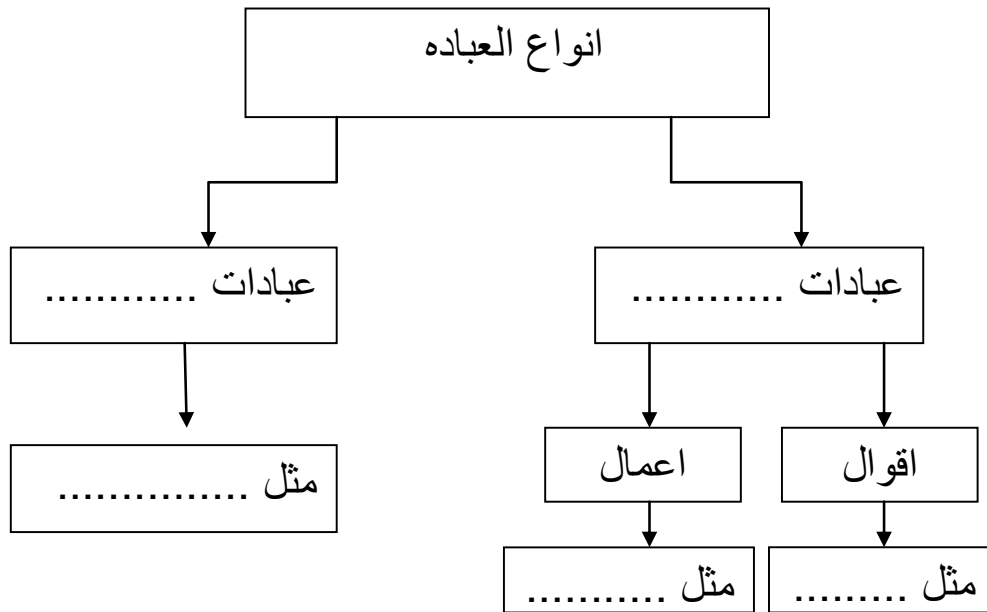 انواع العباده
عبادات ............
عبادات ............
اقوال
اعمال
مثل ...............
مثل .........
مثل ...........